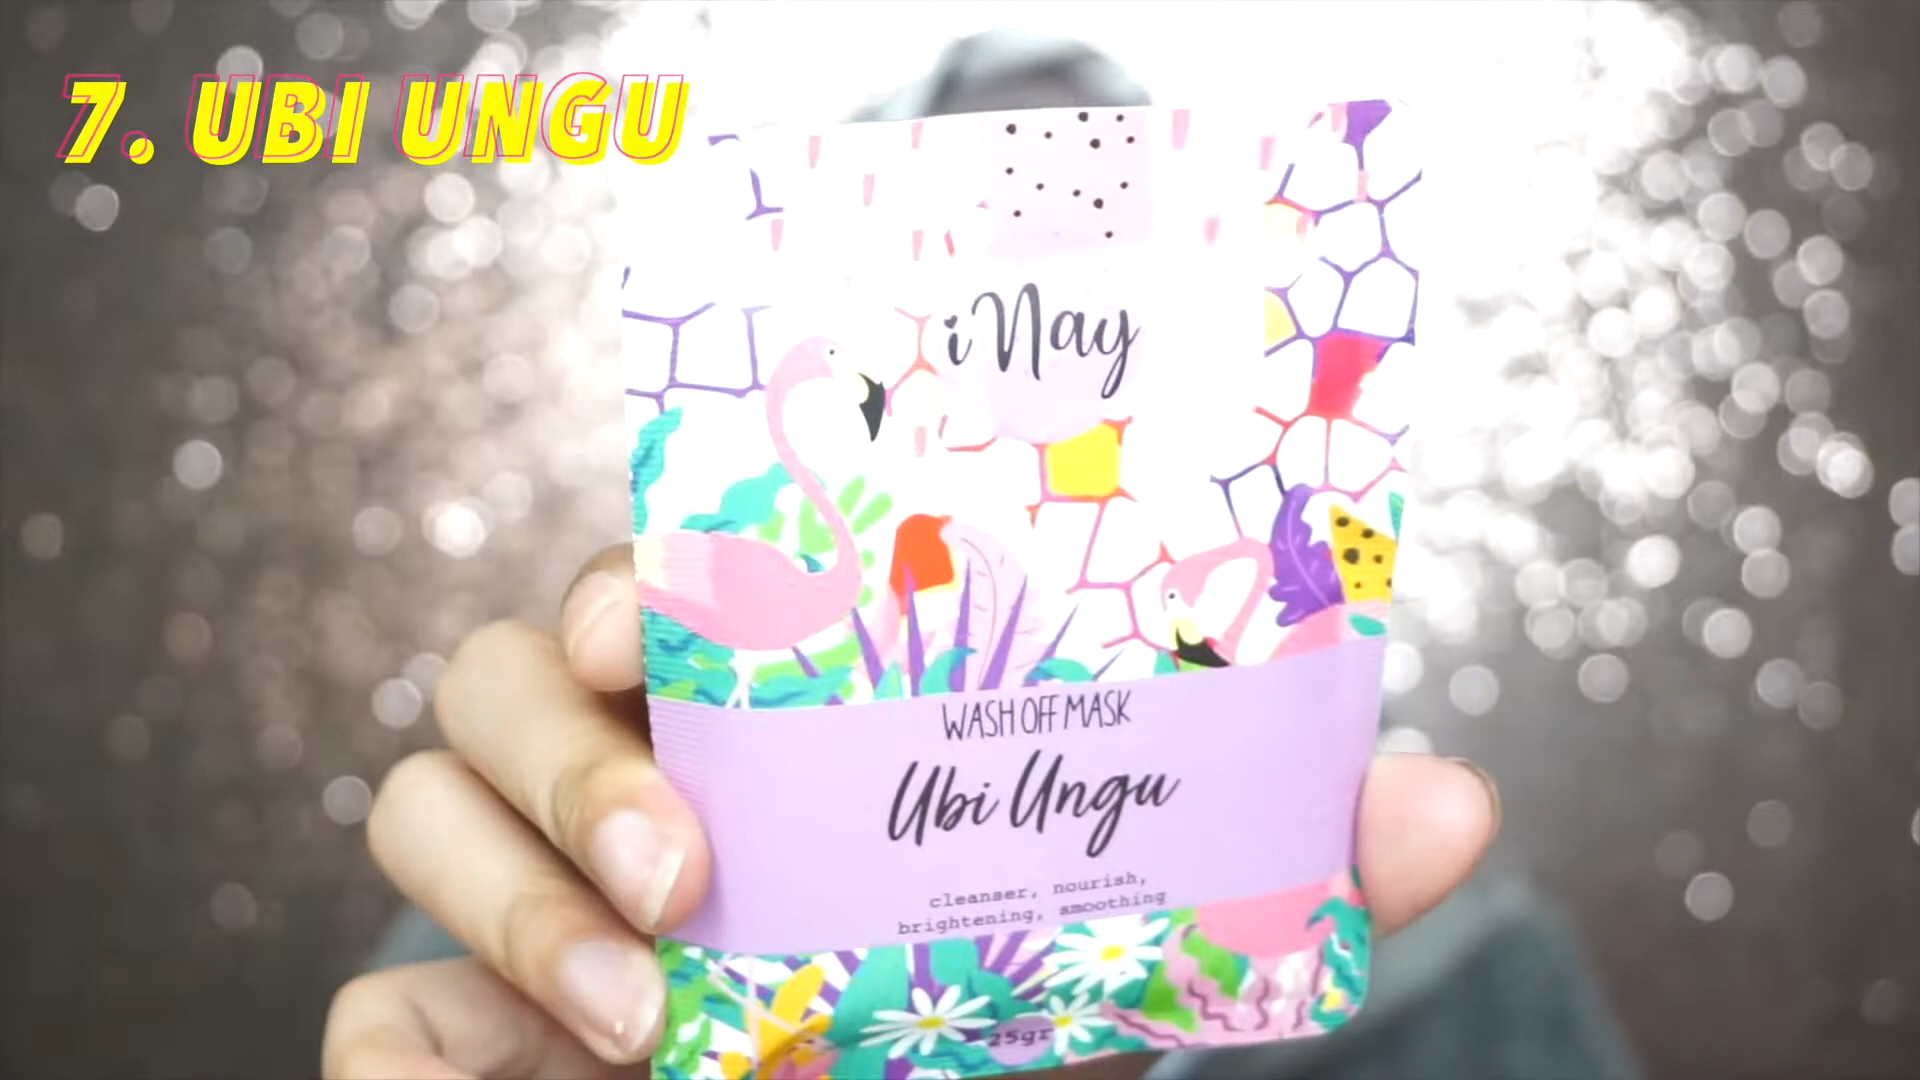 7. UBI UNGU
iNay
WASH OFF MASK
Ubi Ungu
cleanser, nourish,
brightening, smoothing
25gr